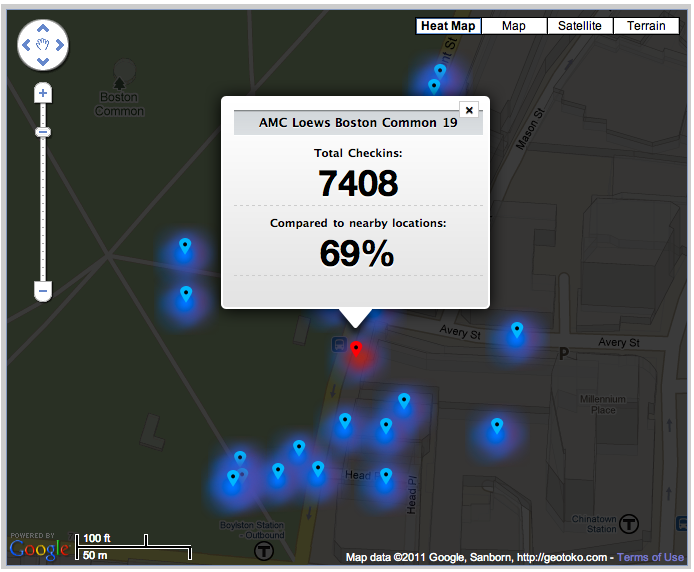 Heat Map
Map
Satellite
Terrain
nt St
Boston
Common
Mason St
AMC Loews Boston Common 19
Total Checkins:
7408
Compared to nearby locations:
69%
Avery St
Avery St
P
Millennium
Place
Head Pl
Head Pl
Boylston Station
- Outbound
T
Chinatown
Station
T
POWERED BY
Google
100 ft
50 m
Map data ©2011 Google, Sanborn, http://geotoko.com - Terms of Use